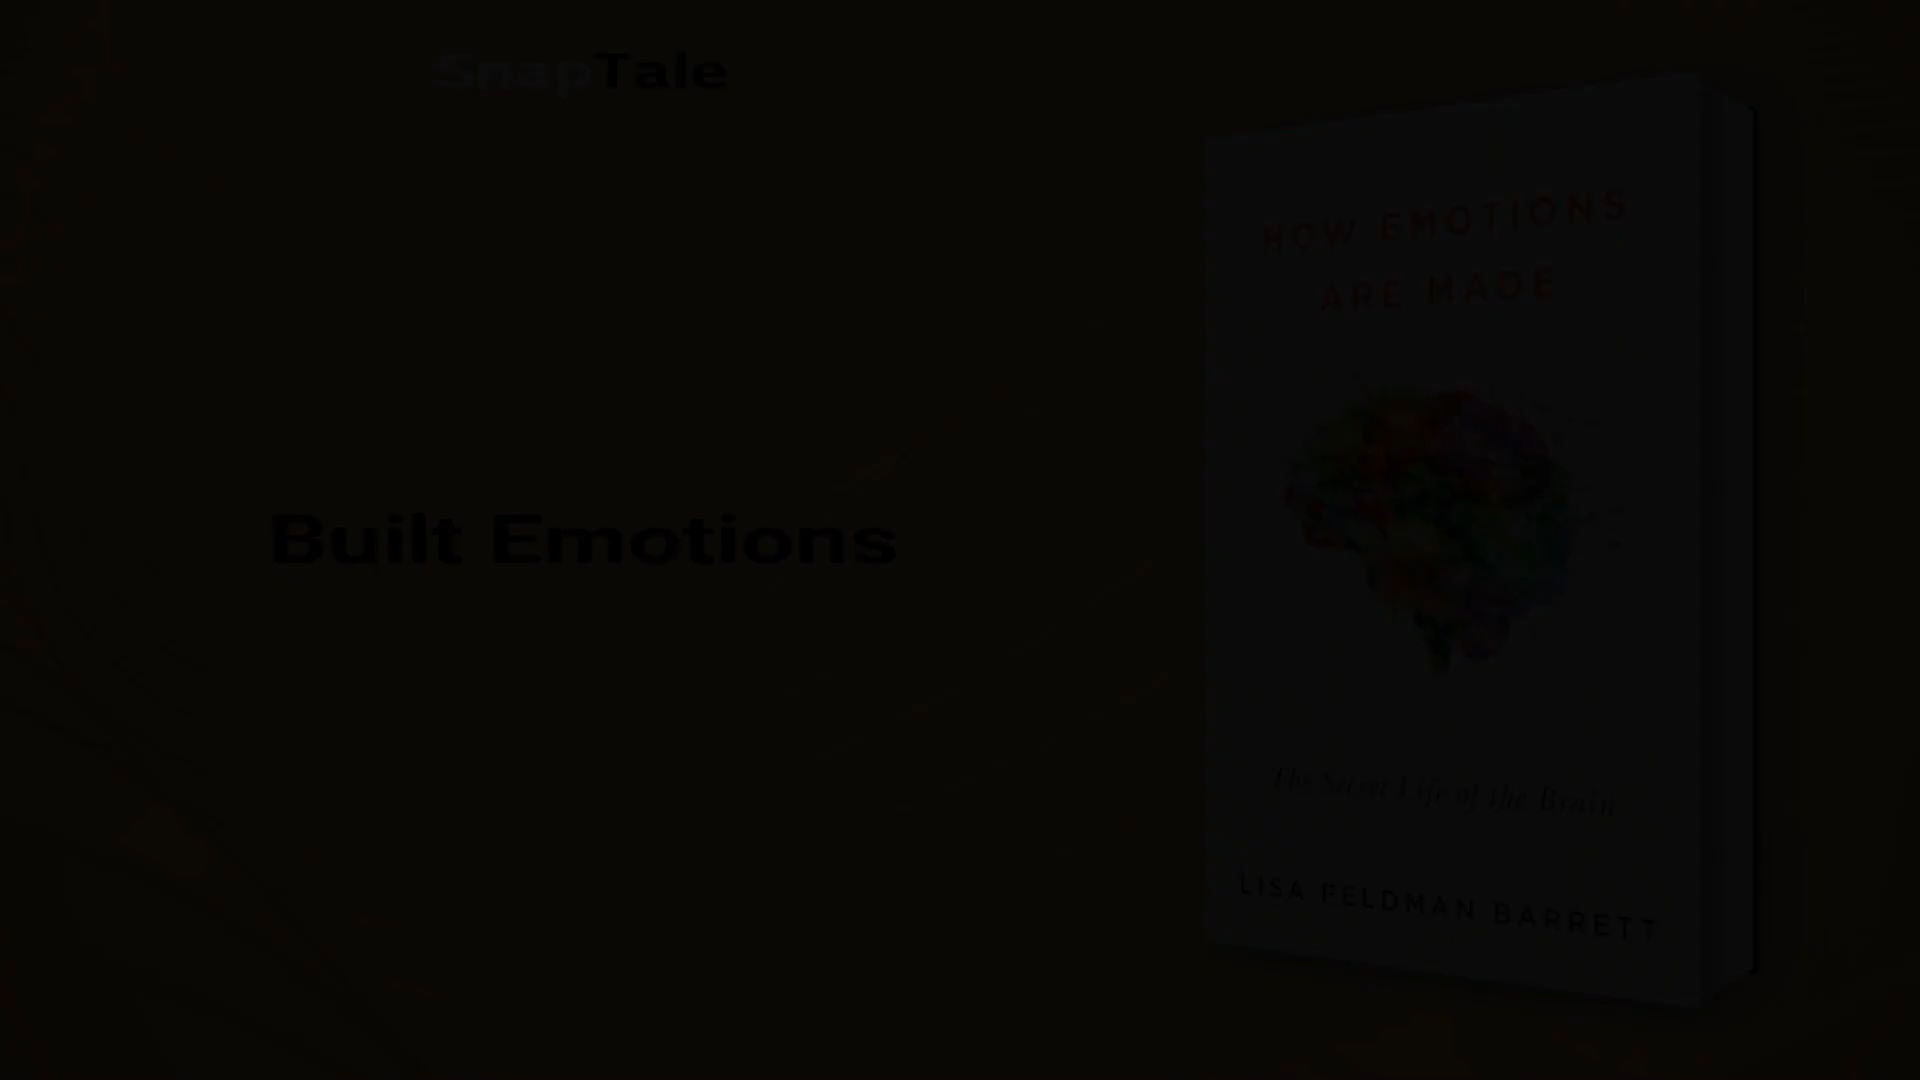 SnapTale
Built Emotions
HOW EMOTIONS
ARE MADE
The Secret Life of the Brain
LISA FELDMAN BARRETT